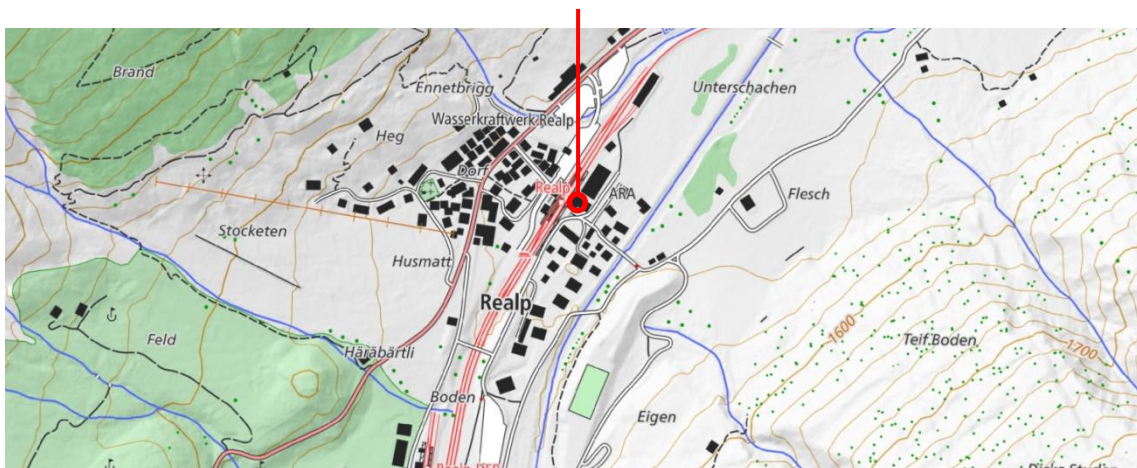 Brand
Ennetbrigg
Unterschachen
Wasserkraftwerk Realp
Heg
Dorf
Realp
ARA
Flesch
Stocketen
Husmatt
Realp
1600
Feld
Teif.Boden
Häräbärtli
1700
Boden
Eigen